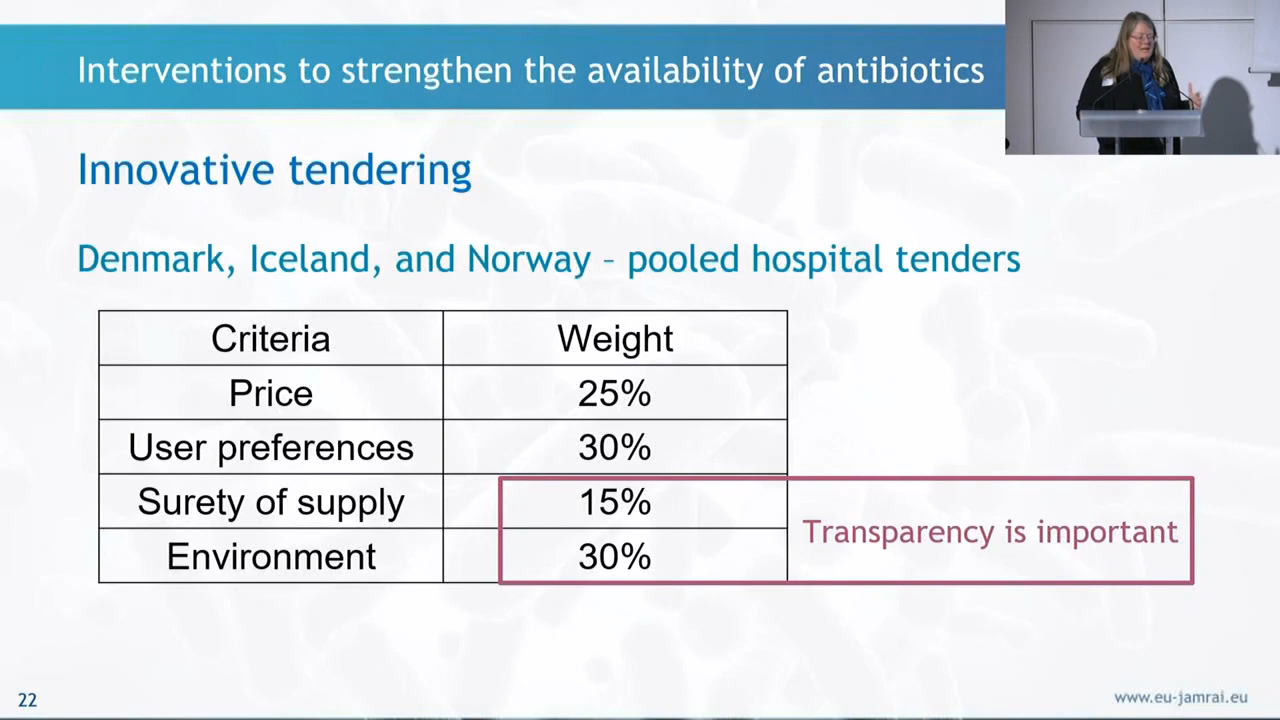 Interventions to strengthen the availability of antibiotics
Innovative tendering
Denmark, Iceland, and Norway – pooled hospital tenders
Criteria Weight
Price 25%
User preferences 30%
Surety of supply 15%
Environment 30%
Transparency is important
22
www.eu-jamrai.eu